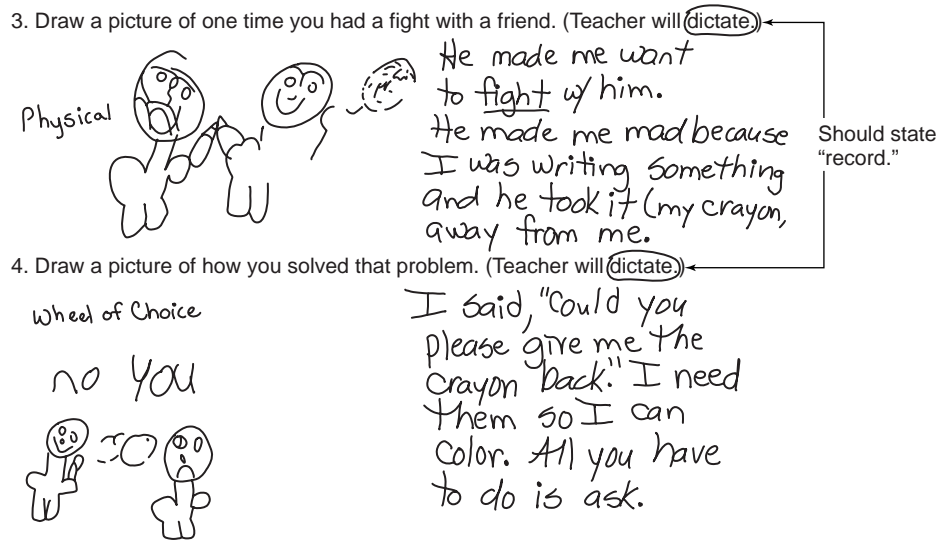 3. Draw a picture of one time you had a fight with a friend. (Teacher will dictate.)
Physical
He made me want
to fight w/ him.
He made me mad because
I was writing something
and he took it (my crayon,
away from me.
Should state
“record.”
4. Draw a picture of how you solved that problem. (Teacher will dictate.)
Wheel of Choice
no you
I said, "Could you
please give me the
crayon back." I need
them so I can
color. All you have
to do is ask.